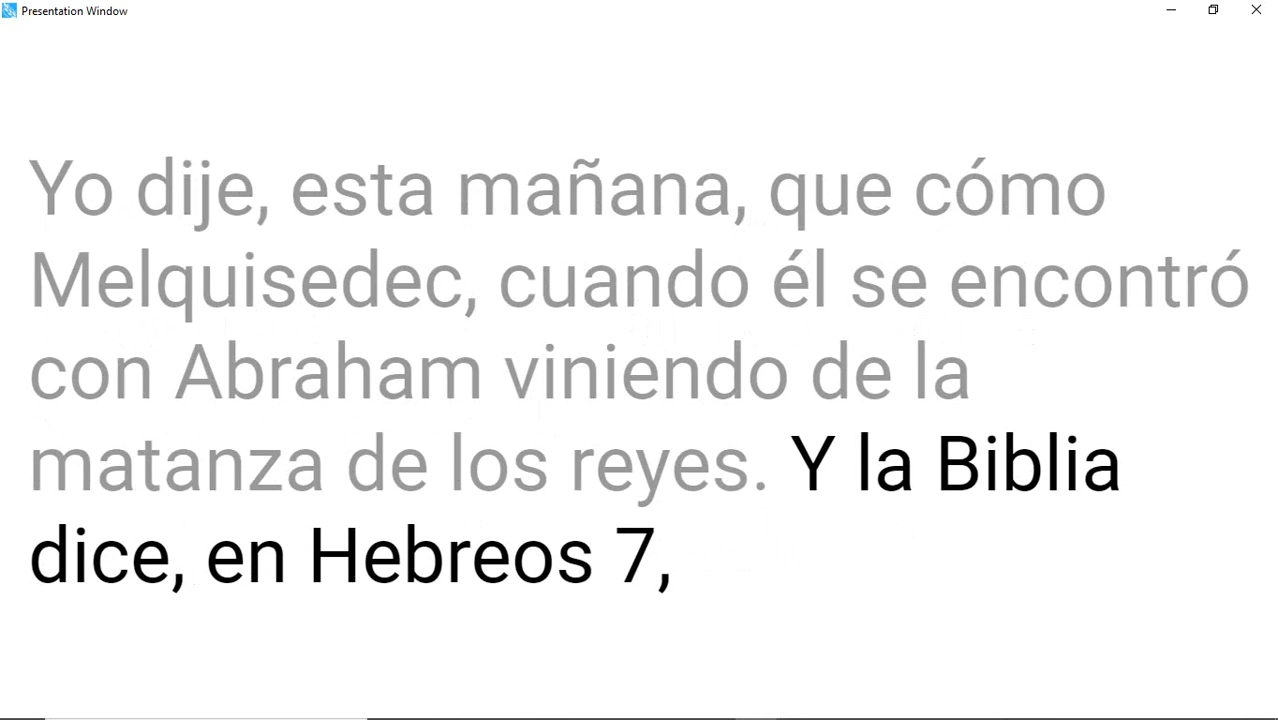 Presentation Window
Yo dije, esta mañana, que cómo
Melquisedec, cuando él se encontró
con Abraham viniendo de la
matanza de los reyes. Y la Biblia
dice, en Hebreos 7,